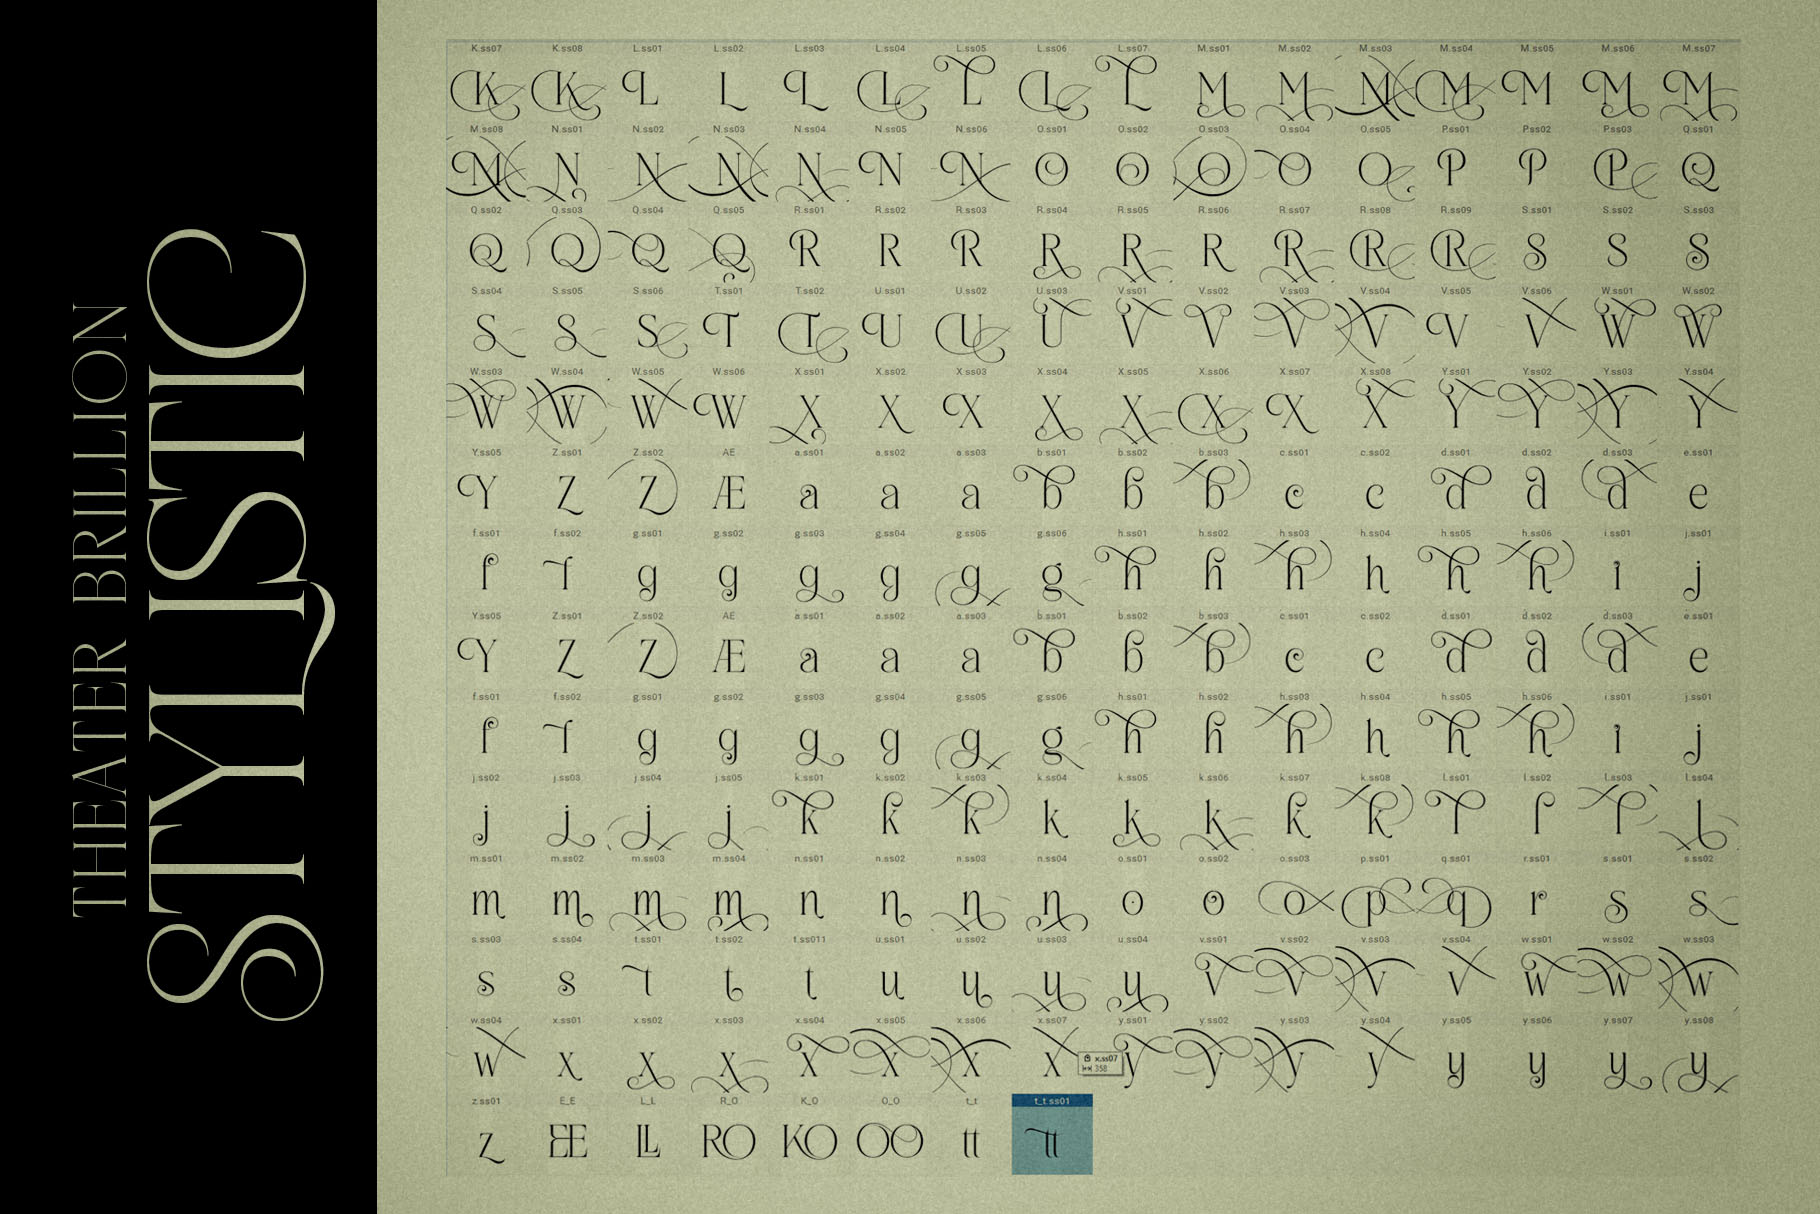 THEATER BRILLION
STYLISTIC
K.ss07 K.ss08 L.ss01 L.ss02 L.ss03 L.ss04 L.ss05 L.ss06 L.ss07 M.ss01 M.ss02 M.ss03 M.ss04 M.ss05 M.ss06 M.ss07
K K L L L L L L L M M M M M M M
M.ss08 N.ss01 N.ss02 N.ss03 N.ss04 N.ss05 N.ss06 O.ss01 O.ss02 O.ss03 O.ss04 O.ss05 P.ss01 P.ss02 P.ss03 Q.ss01
M N N N N N N O O O O O P P P Q
Q.ss02 Q.ss03 Q.ss04 Q.ss05 R.ss01 R.ss02 R.ss03 R.ss04 R.ss05 R.ss06 R.ss07 R.ss08 R.ss09 S.ss01 S.ss02 S.ss03
Q Q Q Q R R R R R R R R R S S S
S.ss04 S.ss05 S.ss06 T.ss01 T.ss02 U.ss01 U.ss02 U.ss03 V.ss01 V.ss02 V.ss03 V.ss04 V.ss05 V.ss06 W.ss01 W.ss02
S S S T T U U U V V V V V V W W
W.ss03 W.ss04 W.ss05 W.ss06 X.ss01 X.ss02 X.ss03 X.ss04 X.ss05 X.ss06 X.ss07 X.ss08 Y.ss01 Y.ss02 Y.ss03 Y.ss04
W W W W X X X X X X X X Y Y Y Y
Y.ss05 Z.ss01 Z.ss02 AE a.ss01 a.ss02 a.ss03 b.ss01 b.ss02 b.ss03 c.ss01 c.ss02 d.ss01 d.ss02 d.ss03 e.ss01
Y Z Z Æ a a a b b b c c d d d e
f.ss01 f.ss02 g.ss01 g.ss02 g.ss03 g.ss04 g.ss05 g.ss06 h.ss01 h.ss02 h.ss03 h.ss04 h.ss05 h.ss06 i.ss01 j.ss01
f f g g g g g g h h h h h h i j
Y.ss05 Z.ss01 Z.ss02 AE a.ss01 a.ss02 a.ss03 b.ss01 b.ss02 b.ss03 c.ss01 c.ss02 d.ss01 d.ss02 d.ss03 e.ss01
Y Z Z Æ a a a b b b c c d d d e
f.ss01 f.ss02 g.ss01 g.ss02 g.ss03 g.ss04 g.ss05 g.ss06 h.ss01 h.ss02 h.ss03 h.ss04 h.ss05 h.ss06 i.ss01 j.ss01
f f g g g g g g h h h h h h i j
j.ss02 j.ss03 j.ss04 j.ss05 k.ss01 k.ss02 k.ss03 k.ss04 k.ss05 k.ss06 k.ss07 k.ss08 l.ss01 l.ss02 l.ss03 l.ss04
j j j j k k k k k k k k l l l l
m.ss01 m.ss02 m.ss03 m.ss04 n.ss01 n.ss02 n.ss03 n.ss04 o.ss01 o.ss02 o.ss03 p.ss01 q.ss01 r.ss01 s.ss01 s.ss02
m m m m n n n n o o o p q r s s
s.ss03 s.ss04 t.ss01 t.ss02 t.ss011 u.ss01 u.ss02 u.ss03 u.ss04 v.ss01 v.ss02 v.ss03 v.ss04 w.ss01 w.ss02 w.ss03
s s t t t u u u u v v v v w w w
w.ss04 x.ss01 x.ss02 x.ss03 x.ss04 x.ss05 x.ss06 x.ss07 y.ss01 y.ss02 y.ss03 y.ss04 y.ss05 y.ss06 y.ss07 y.ss08
w x x x x x x x y y y y y y y y
x.ss07
358
z.ss01 E_E L_L R_O K_O O_O t_t t_t.ss01
z EE LL RO KO OO tt tt